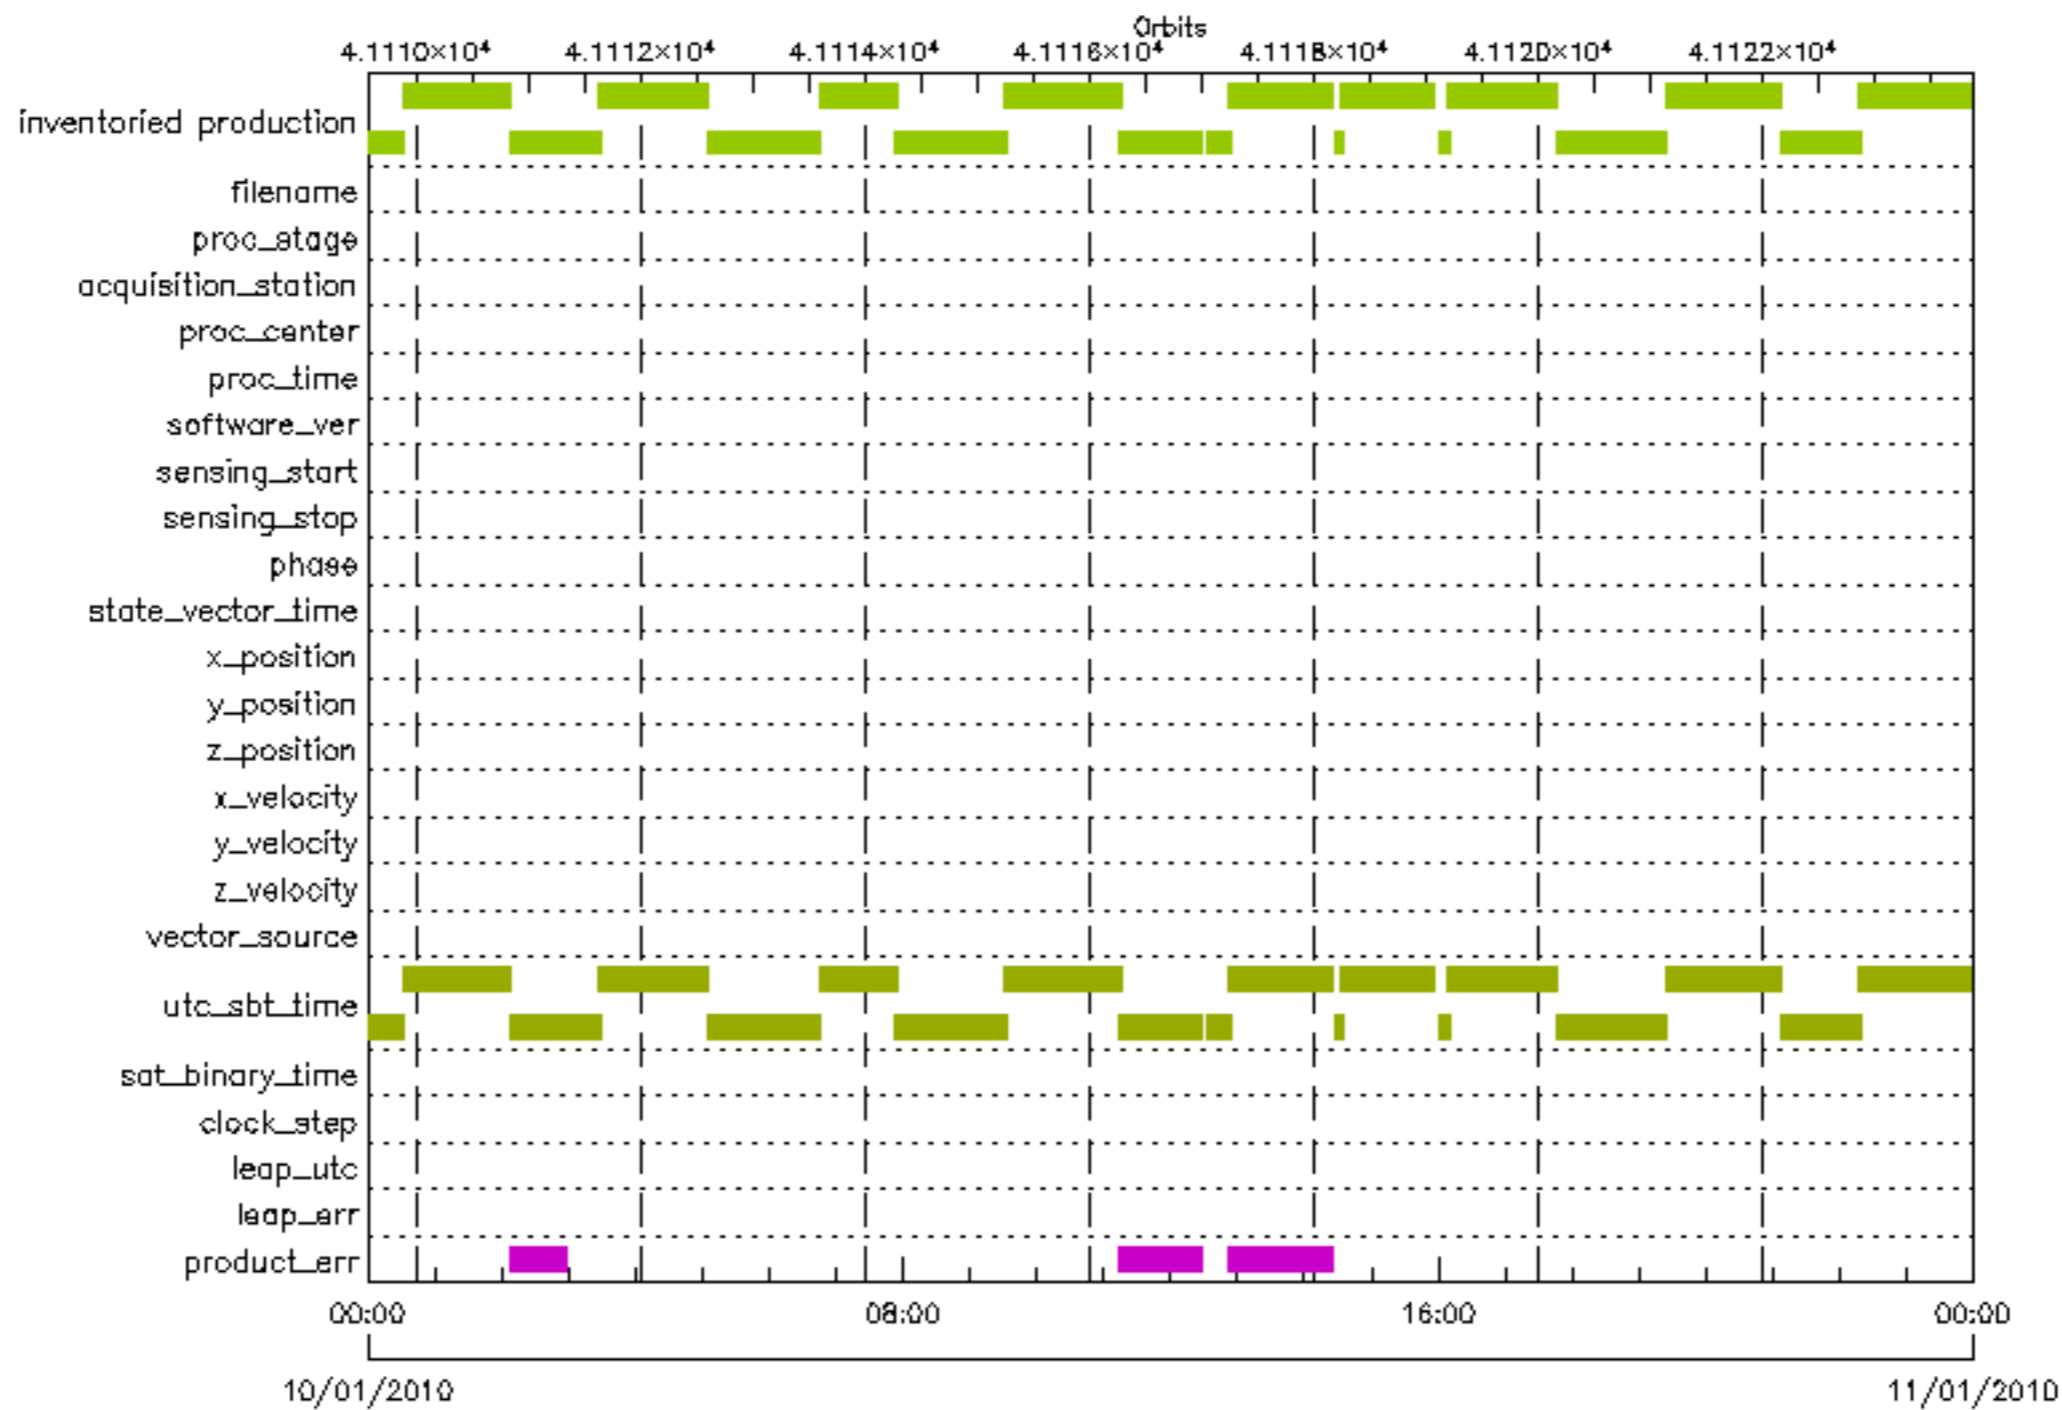 Orbits
4.1110×10⁴ 4.1112×10⁴ 4.1114×10⁴ 4.1116×10⁴ 4.1118×10⁴ 4.1120×10⁴ 4.1122×10⁴
inventoried production
filename
proc_stage
acquisition_station
proc_center
proc_time
software_ver
sensing_start
sensing_stop
phase
state_vector_time
x_position
y_position
z_position
x_velocity
y_velocity
z_velocity
vector_source
utc_sbt_time
sat_binary_time
clock_step
leap_utc
leap_err
product_err
00:00 08:00 16:00 00:00
10/01/2010 11/01/2010